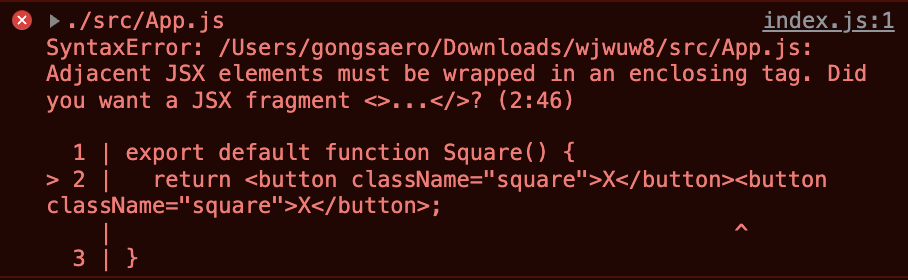 ./src/App.js index.js:1
SyntaxError: /Users/gongsaero/Downloads/wjwuw8/src/App.js:
Adjacent JSX elements must be wrapped in an enclosing tag. Did
you want a JSX fragment <>...</>? (2:46)
1 | export default function Square() {
> 2 |   return <button className="square">X</button><button
className="square">X</button>;
|                                               ^
3 | }